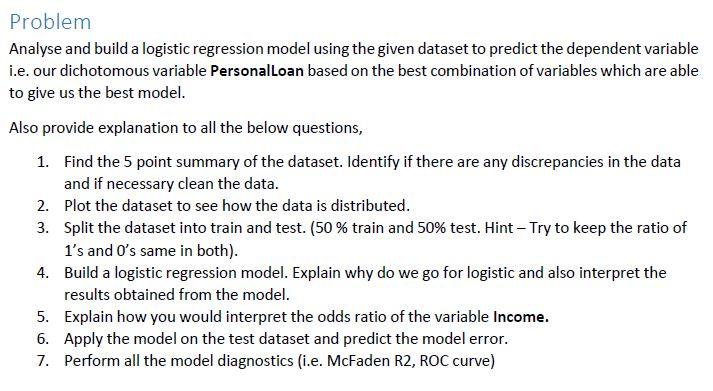 Problem
Analyse and build a logistic regression model using the given dataset to predict the dependent variable
i.e. our dichotomous variable PersonalLoan based on the best combination of variables which are able
to give us the best model.
Also provide explanation to all the below questions,
1. Find the 5 point summary of the dataset. Identify if there are any discrepancies in the data
and if necessary clean the data.
2. Plot the dataset to see how the data is distributed.
3. Split the dataset into train and test. (50 % train and 50% test. Hint – Try to keep the ratio of
1's and 0's same in both).
4. Build a logistic regression model. Explain why do we go for logistic and also interpret the
results obtained from the model.
5. Explain how you would interpret the odds ratio of the variable Income.
6. Apply the model on the test dataset and predict the model error.
7. Perform all the model diagnostics (i.e. McFaden R2, ROC curve)